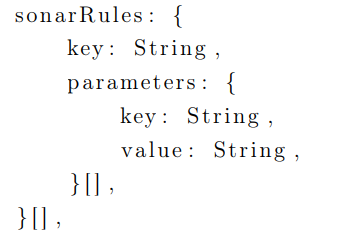 sonarRules: {
key: String,
parameters: {
key: String,
value: String,
}[],
}[],